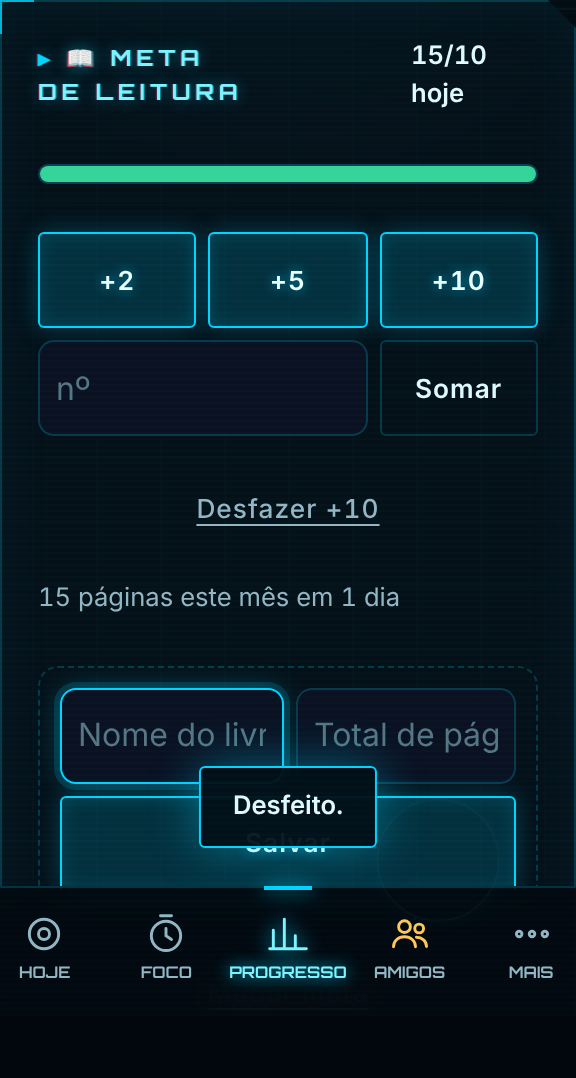 ▸ 📖 META
DE LEITURA
15/10
hoje
+2
+5
+10
nº
Somar
Desfazer +10
15 páginas este mês em 1 dia
Nome do livr
Total de pág
Desfeito.
Salvar
HOJE
FOCO
PROGRESSO
AMIGOS
MAIS